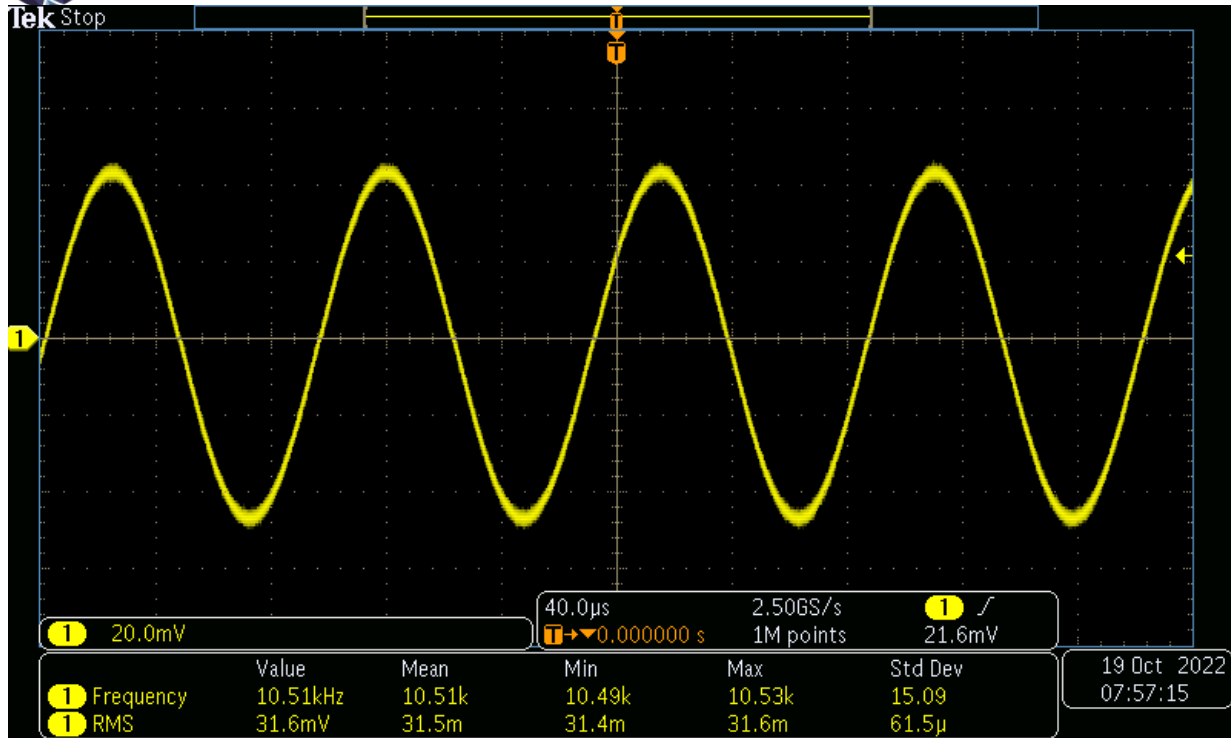 Tek Stop
T
T
1
40.0µs 2.50GS/s 1
1 20.0mV T→▼0.000000 s 1M points 21.6mV
Value Mean Min Max Std Dev
1 Frequency 10.51kHz 10.51k 10.49k 10.53k 15.09
1 RMS 31.6mV 31.5m 31.4m 31.6m 61.5µ
19 Oct 2022
07:57:15